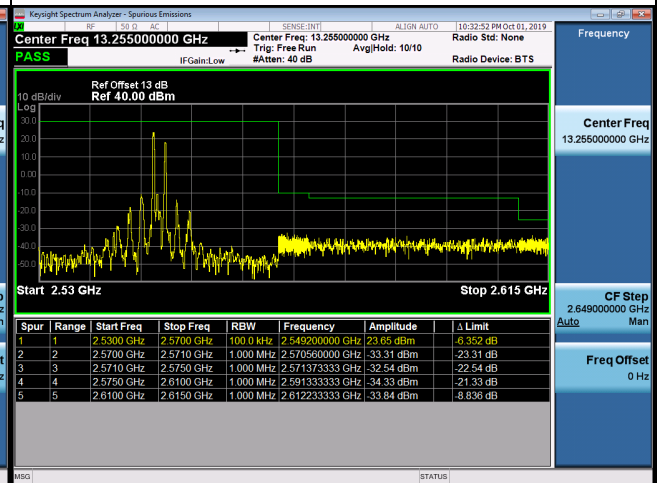 Keysight Spectrum Analyzer - Spurious Emissions
RF 50 Ω AC SENSE:INT ALIGN AUTO 10:32:52 PM Oct 01, 2019
Center Freq 13.255000000 GHz
Center Freq: 13.255000000 GHz Radio Std: None
Trig: Free Run Avg|Hold: 10/10
PASS IFGain:Low #Atten: 40 dB Radio Device: BTS
Ref Offset 13 dB
10 dB/div Ref 40.00 dBm
Log
30.0
20.0
10.0
0.00
-10.0
-20.0
-30.0
-40.0
-50.0
Start 2.53 GHz Stop 2.615 GHz
Spur Range Start Freq Stop Freq RBW Frequency Amplitude Δ Limit
1 1 2.5300 GHz 2.5700 GHz 100.0 kHz 2.549200000 GHz 23.65 dBm -6.352 dB
2 2 2.5700 GHz 2.5710 GHz 1.000 MHz 2.570560000 GHz -33.31 dBm -23.31 dB
3 3 2.5710 GHz 2.5750 GHz 1.000 MHz 2.571373333 GHz -32.54 dBm -22.54 dB
4 4 2.5750 GHz 2.6100 GHz 1.000 MHz 2.591333333 GHz -34.33 dBm -21.33 dB
5 5 2.6100 GHz 2.6150 GHz 1.000 MHz 2.612233333 GHz -33.84 dBm -8.836 dB
MSG STATUS
Frequency
Center Freq
13.255000000 GHz
CF Step
2.649000000 GHz
Auto Man
Freq Offset
0 Hz